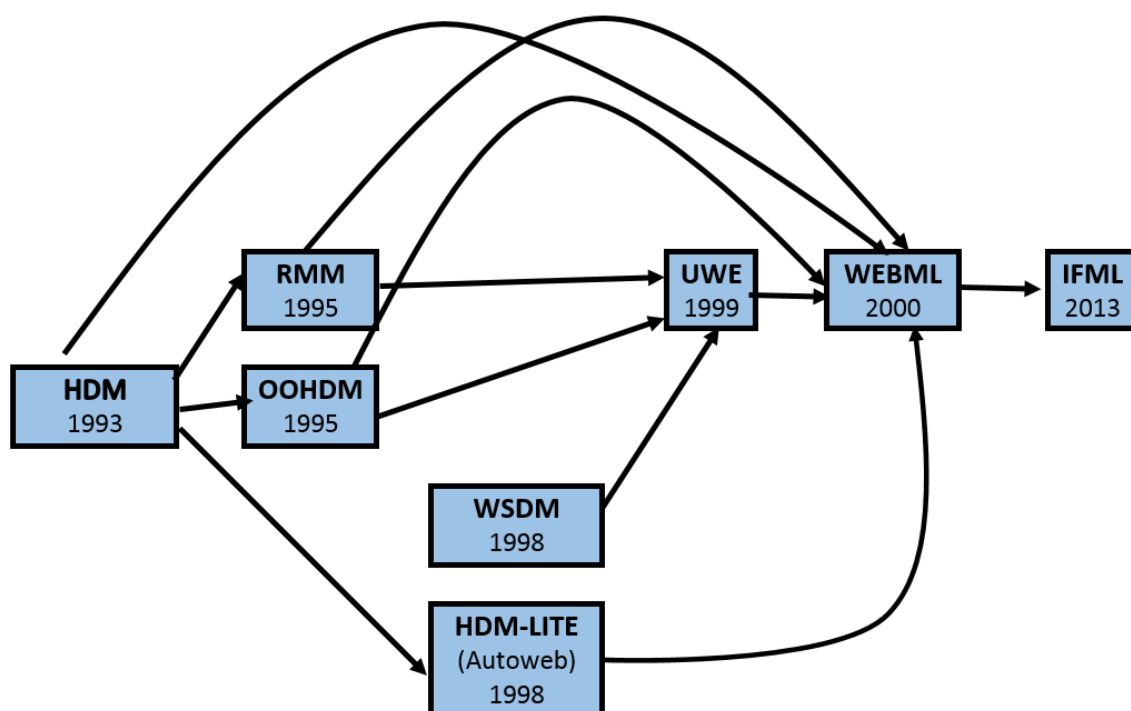 RMM
1995
UWE
1999
WEBML
2000
IFML
2013
HDM
1993
OOHDM
1995
WSDM
1998
HDM-LITE
(Autoweb)
1998